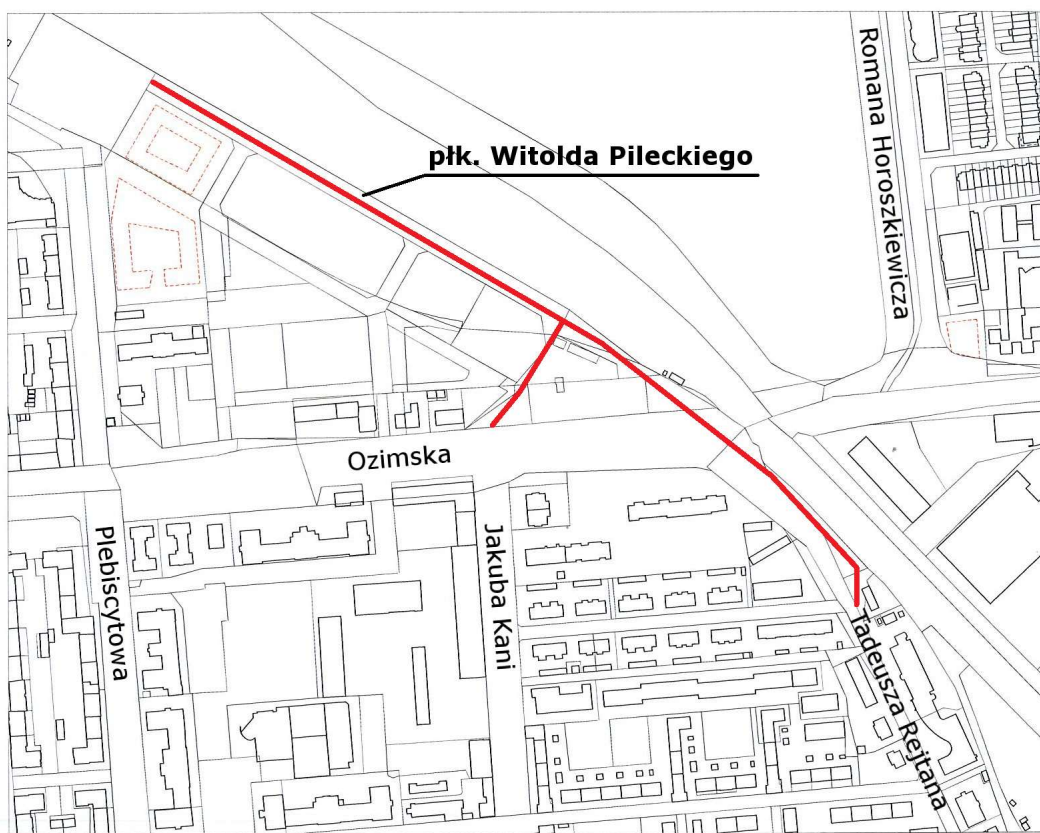 Romana Horoszkiewicza
płk. Witolda Pileckiego
Ozimska
Plebiscytowa
Jakuba Kani
Tadeusza Rejtana